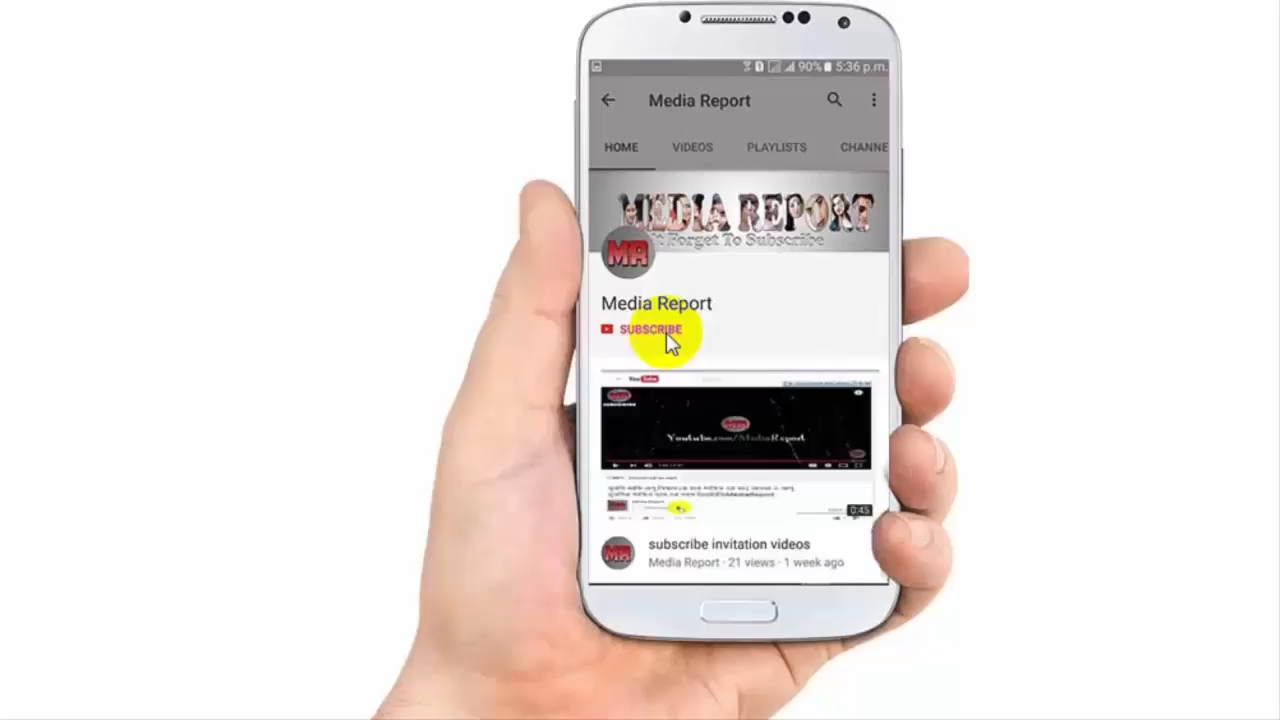 90% 5:36 p.m.
Media Report
HOME VIDEOS PLAYLISTS CHANNE
MEDIA REPORT
Forget To Subscribe
MR
Media Report
SUBSCRIBE
YouTube
Youtube.com/MediaReport
0:45
MR
subscribe invitation videos
Media Report · 21 views · 1 week ago